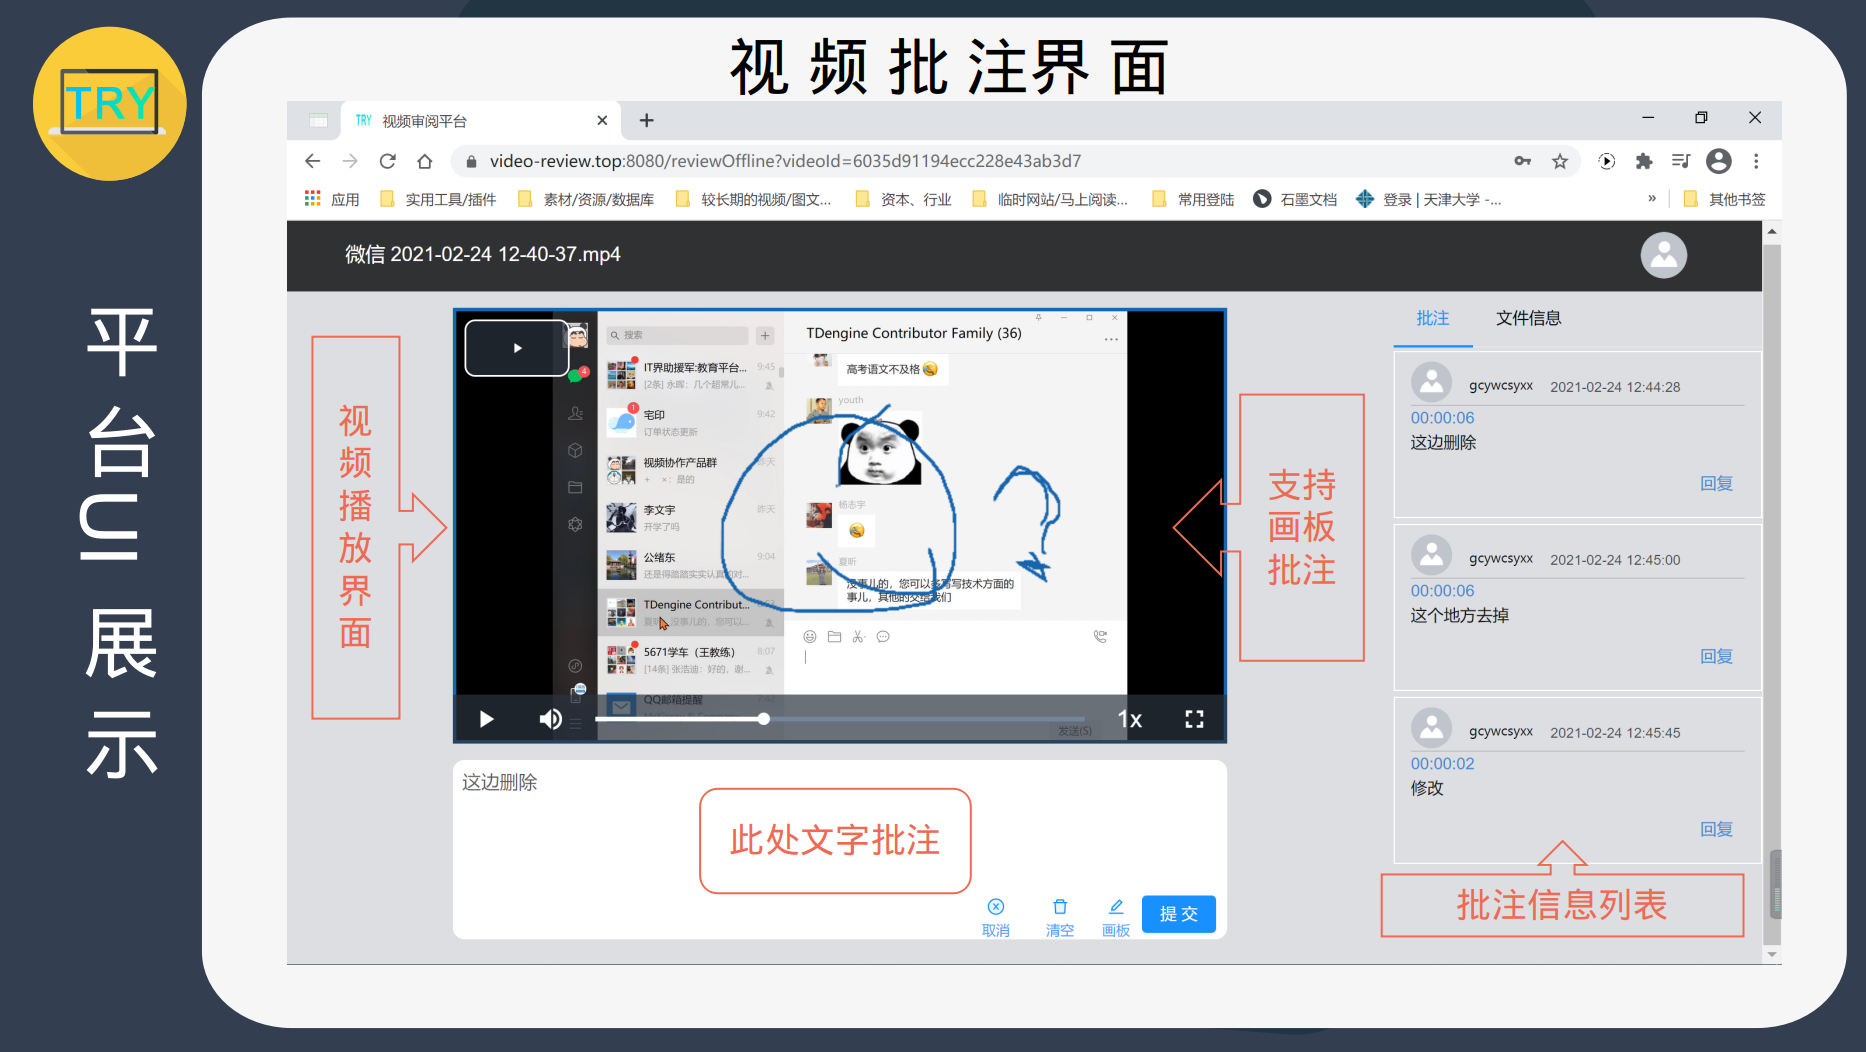 视频批注界面
TRY
平台UI展示
TRY 视频审阅平台
video-review.top:8080/reviewOffline?videoId=6035d91194ecc228e43ab3d7
应用 实用工具/插件 素材/资源/数据库 较长期的视频/图文... 资本、行业 临时网站/马上阅读... 常用登陆 石墨文档 登录 | 天津大学 -... » 其他书签
微信 2021-02-24 12-40-37.mp4
视频播放界面
搜索
4
IT界助援军:教育平台... 9:45
[2条] 永晖：几个超常儿...
1
宅印 9:42
订单状态更新
视频协作产品群 昨天
+ ×：是的
李文宇 昨天
开学了吗
公绪东 9:04
还是得踏踏实实认真的对...
TDengine Contribut...
没事儿的，您可以...
5671学车（王教练） 8:07
[14条] 张浩迪：好的，谢...
QQ邮箱提醒 7:42
TDengine Contributor Family (36)
高考语文不及格
youth
杨志宇
夏昕
没事儿的，您可以多写写技术方面的
事儿，其他的交给我们
发送(S)
1x
支持
画板
批注
这边删除
此处文字批注
取消 清空 画板 提交
批注 文件信息
gcywcsyxx 2021-02-24 12:44:28
00:00:06
这边删除
回复
gcywcsyxx 2021-02-24 12:45:00
00:00:06
这个地方去掉
回复
gcywcsyxx 2021-02-24 12:45:45
00:00:02
修改
回复
批注信息列表